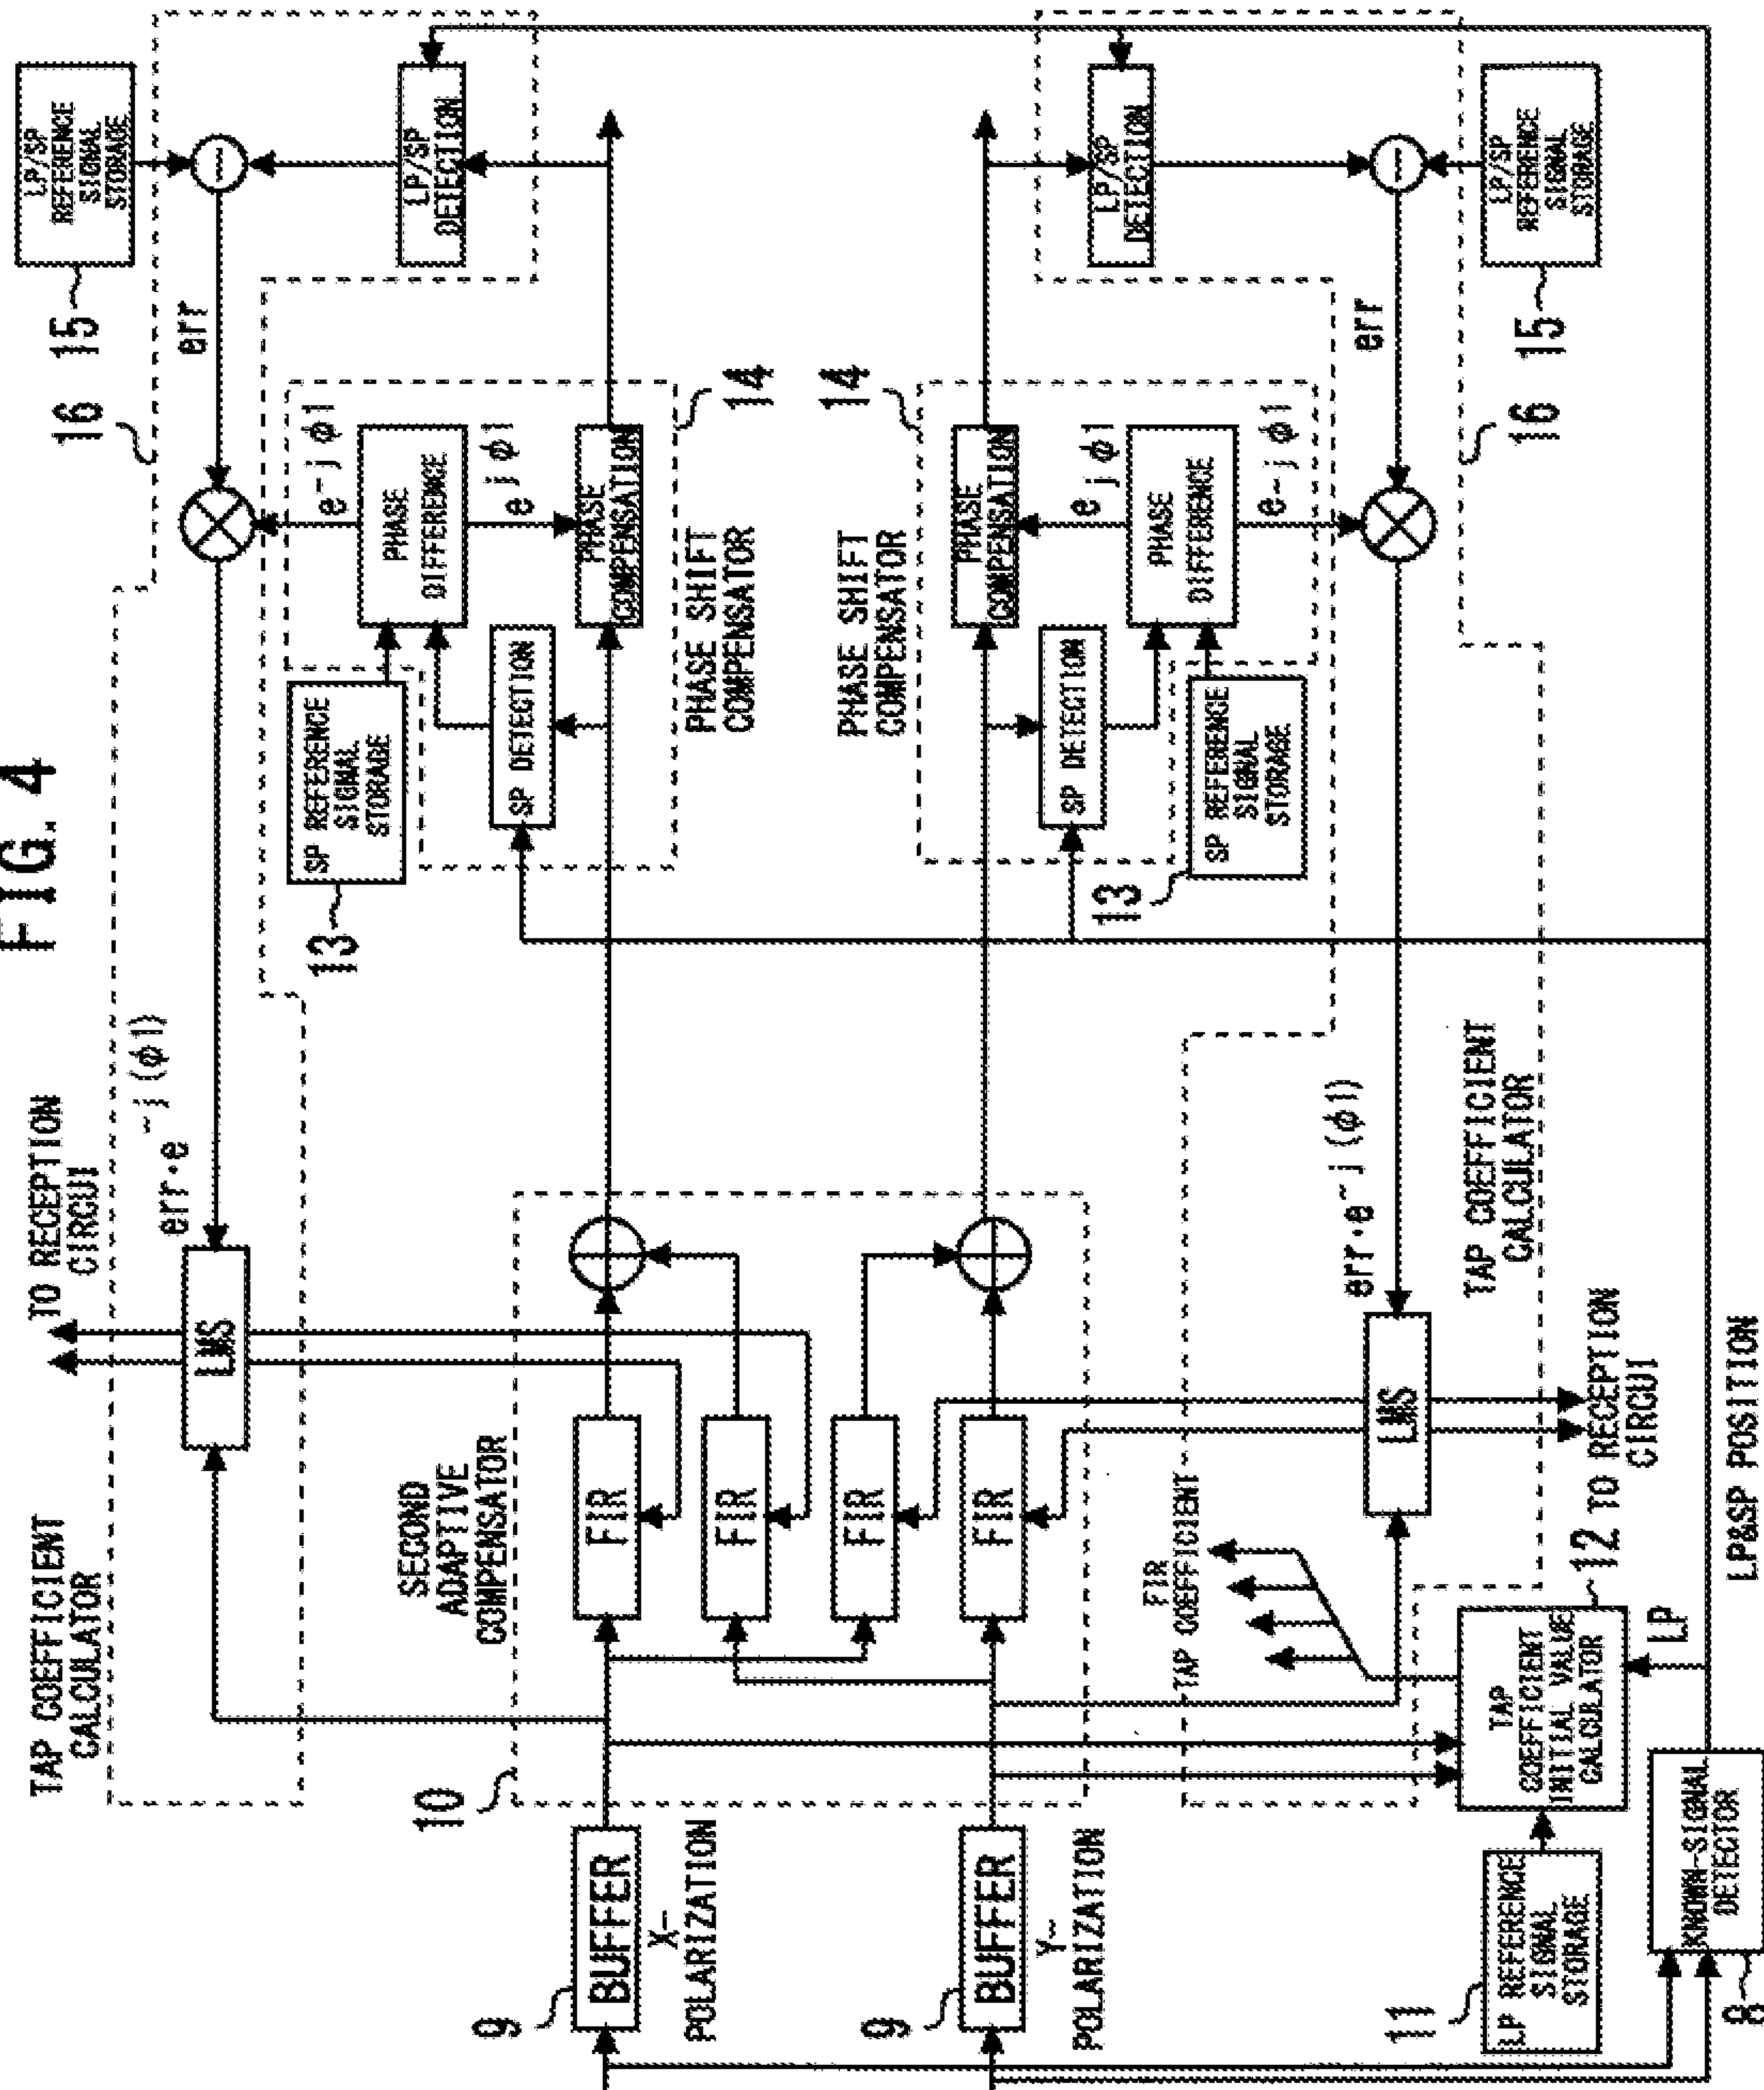 FIG. 4
TAP COEFFICIENT
CALCULATOR
TO RECEPTION
CIRCUI
LMS
err·e^-j(φ1)
16
15
err
LP/SP
REFERENCE
SIGNAL
STORAGE
13
SP REFERENCE
SIGNAL
STORAGE
e^-jφ1
PHASE
DIFFERENCE
e^jφ1
LP/SP
DETECTION
SP DETECTION
PHASE
COMPENSATION
14
PHASE SHIFT
COMPENSATOR
10
SECOND
ADAPTIVE
COMPENSATOR
9
BUFFER
X-
POLARIZATION
FIR
FIR
FIR
FIR
9
BUFFER
Y-
POLARIZATION
PHASE SHIFT
COMPENSATOR
14
PHASE
COMPENSATION
SP DETECTION
e^jφ1
PHASE
DIFFERENCE
e^-jφ1
13
SP REFERENCE
SIGNAL
STORAGE
LP/SP
DETECTION
FIR
TAP COEFFICIENT
LMS
err·e^-j(φ1)
err
16
15
LP/SP
REFERENCE
SIGNAL
STORAGE
TAP COEFFICIENT
CALCULATOR
11
LP REFERENCE
SIGNAL
STORAGE
TAP
COEFFICIENT
INITIAL VALUE
CALCULATOR
12
TO RECEPTION
CIRCUI
LP
8
KNOWN-SIGNAL
DETECTOR
LP&SP POSITION